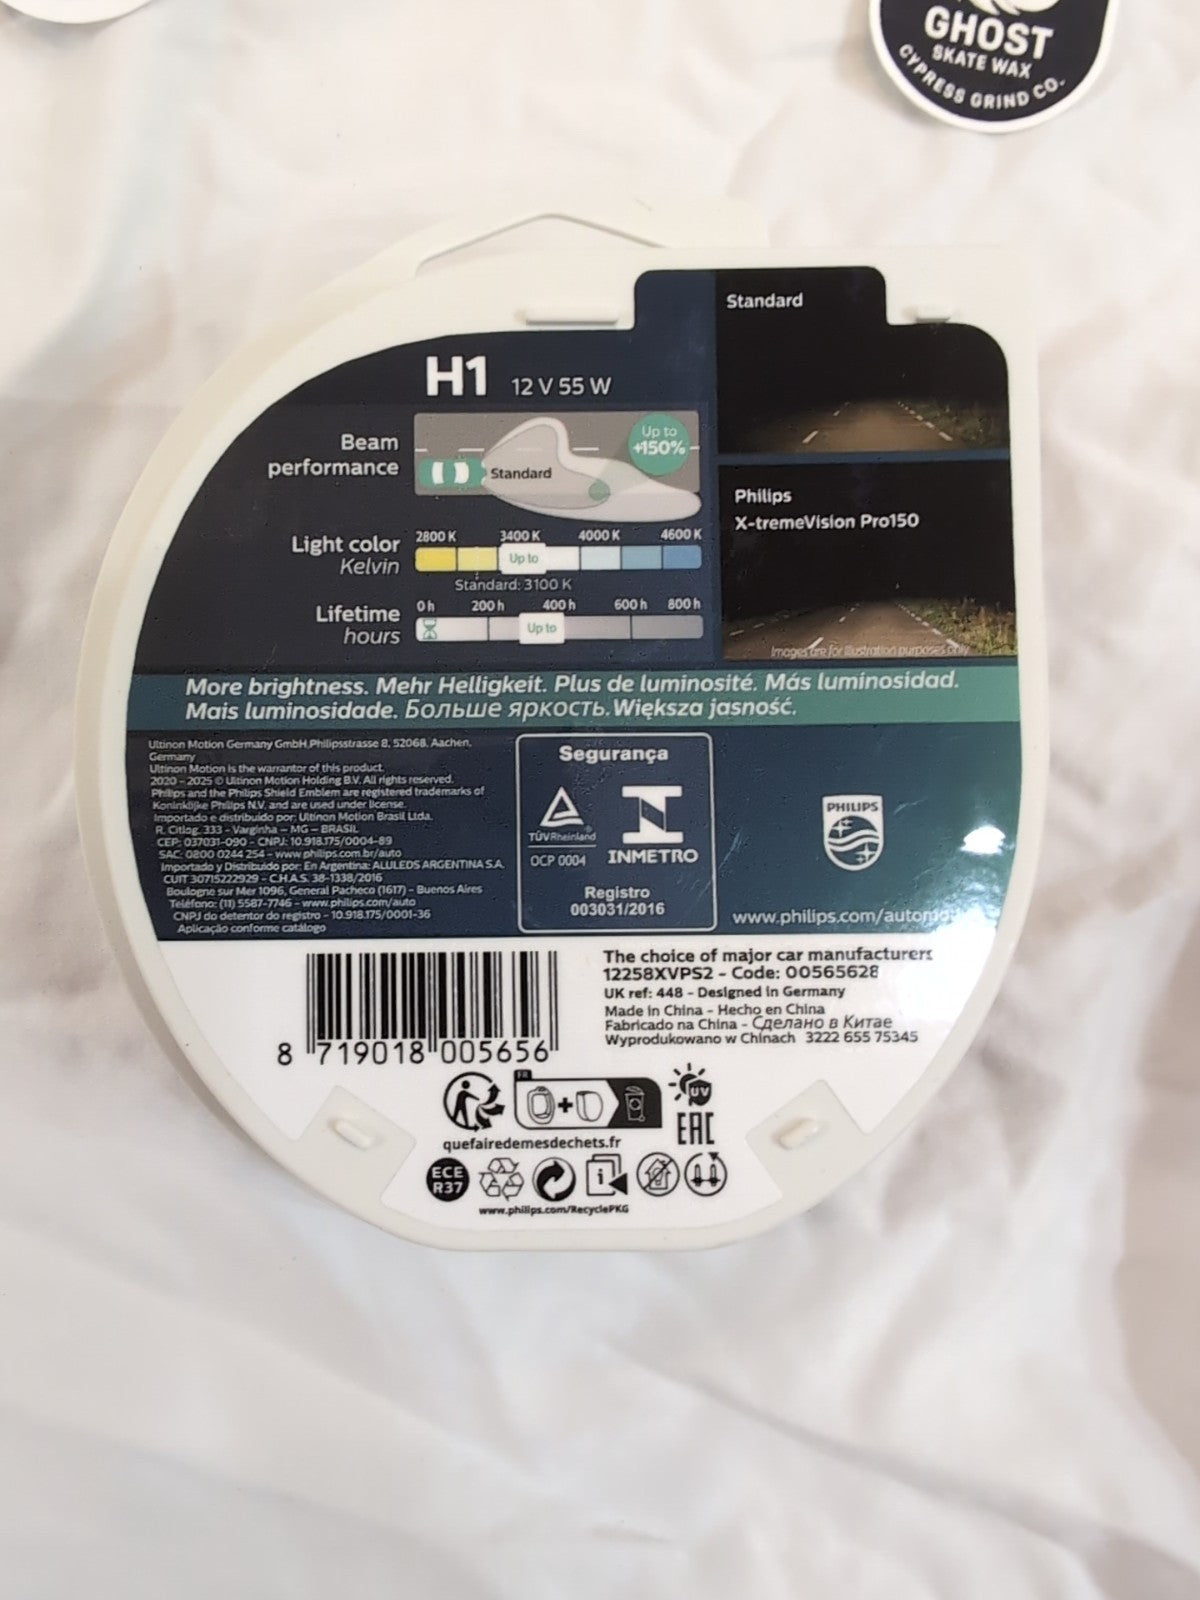 GHOST
SKATE WAX
CYPRESS GRIND CO.
Standard
H1 12 V 55 W
Beam
performance
Up to
+150%
Standard
Philips
X-tremeVision Pro150
Light color
Kelvin
2800 K 3400 K 4000 K 4600 K
Up to
Standard: 3100 K
Lifetime
hours
0 h 200 h 400 h 600 h 800 h
Up to
Images are for illustration purposes only
More brightness. Mehr Helligkeit. Plus de luminosité. Más luminosidad.
Mais luminosidade. Больше яркость. Większa jasność.
Ultinon Motion Germany GmbH,Philipsstrasse 8, 52068, Aachen,
Germany
Ultinon Motion is the warrantor of this product.
2020 – 2025 © Ultinon Motion Holding B.V. All rights reserved.
Philips and the Philips Shield Emblem are registered trademarks of
Koninklijke Philips N.V. and are used under license.
Importado e distribuido por: Ultinon Motion Brasil Ltda.
R. Citlog, 333 - Varginha – MG – BRASIL
CEP: 037031-090 - CNPJ: 10.918.175/0004-89
SAC: 0800 0244 254 - www.philips.com.br/auto
Importado y Distribuido por: En Argentina: ALULEDS ARGENTINA S.A.
CUIT 30715222929 - C.H.A.S. 38-1338/2016
Boulogne sur Mer 1096, General Pacheco (1617) - Buenos Aires
Teléfono: (11) 5587-7746 - www.philips.com/auto
CNPJ do detentor do registro - 10.918.175/0001-36
Aplicação conforme catálogo
Segurança
TÜVRheinland
OCP 0004
INMETRO
Registro
003031/2016
PHILIPS
www.philips.com/automo
8 719018 005656
The choice of major car manufacturers
12258XVPS2 - Code: 00565628
UK ref: 448 - Designed in Germany
Made in China - Hecho en China
Fabricado na China - Сделано в Китае
Wyprodukowano w Chinach 3222 655 75345
FR
UV
EAC
quefairedemesdechets.fr
ECE
R37
www.philips.com/RecyclePKG